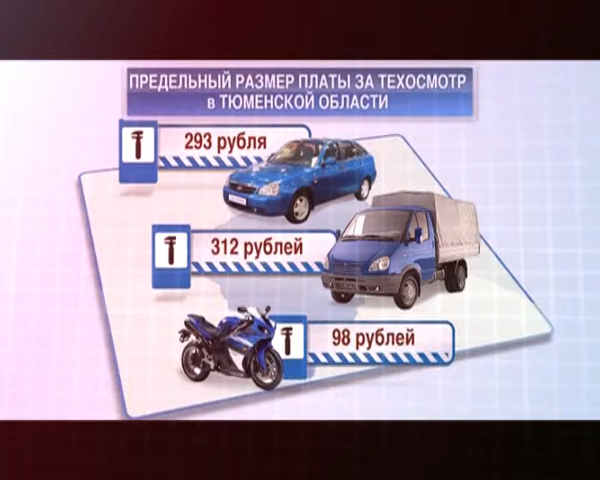 ПРЕДЕЛЬНЫЙ РАЗМЕР ПЛАТЫ ЗА ТЕХОСМОТР
в ТЮМЕНСКОЙ ОБЛАСТИ
293 рубля
312 рублей
98 рублей